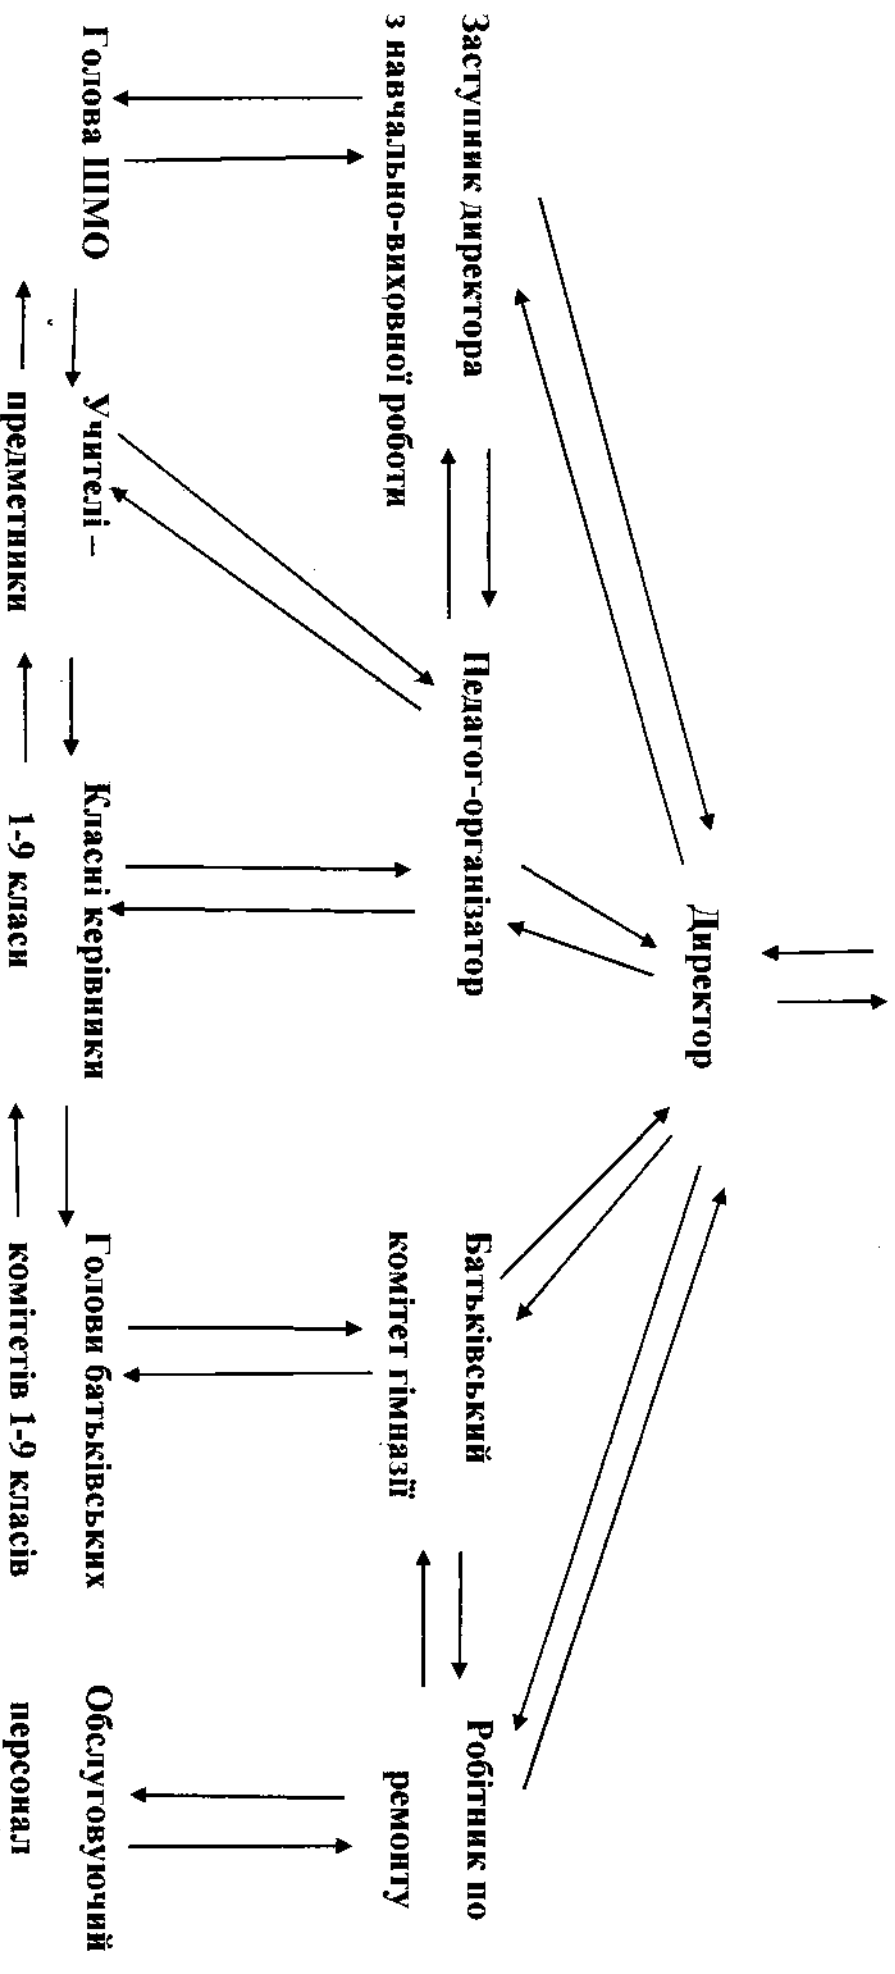 Директор
Заступник директора
з навчально-виховної роботи
Педагог-організатор
Батьківський
комітет гімназії
Робітник по
ремонту
Голова ШМО
Учителі –
предметники
Класні керівники
1-9 класи
Голови батьківських
комітетів 1-9 класів
Обслуговуючий
персонал